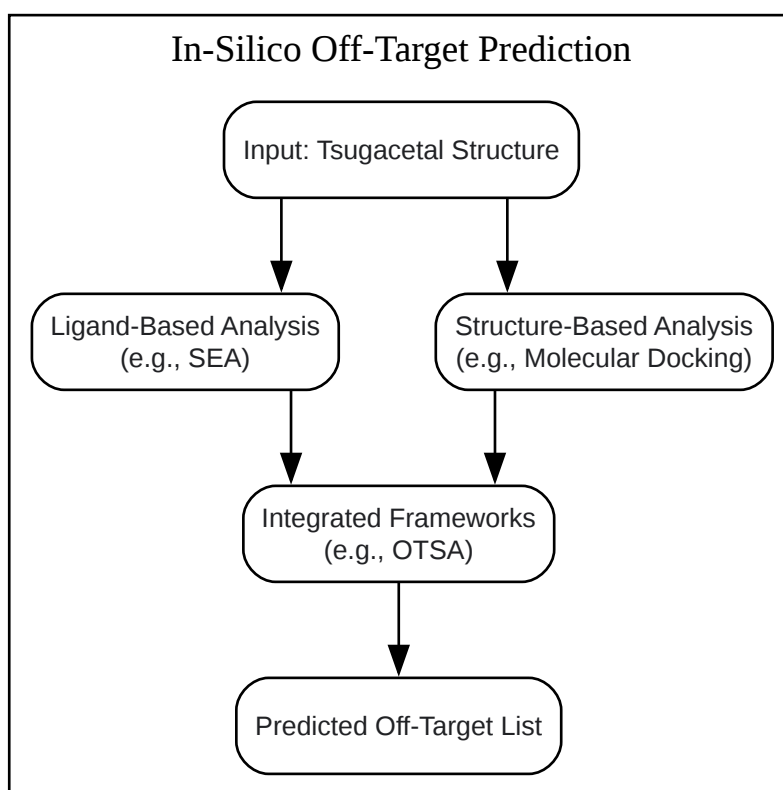 In-Silico Off-Target Prediction
Input: Tsugacetal Structure
Ligand-Based Analysis
(e.g., SEA)
Structure-Based Analysis
(e.g., Molecular Docking)
Integrated Frameworks
(e.g., OTSA)
Predicted Off-Target List